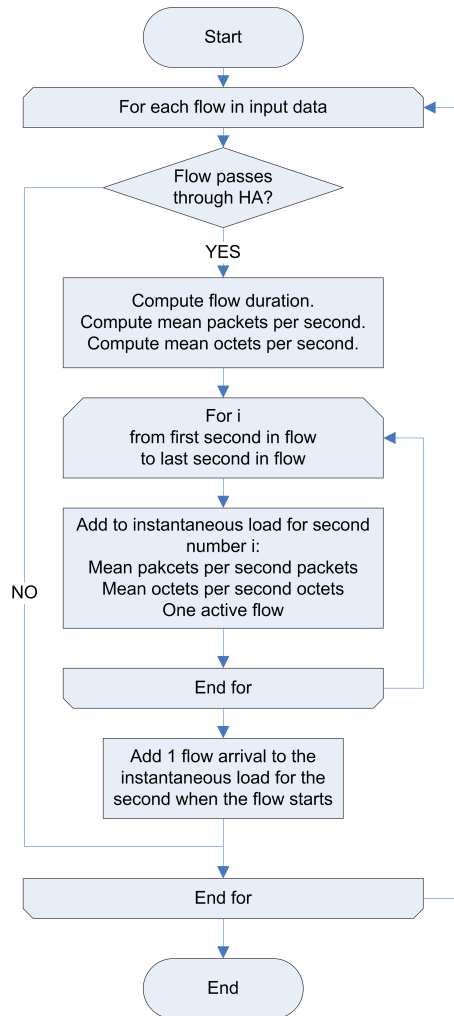 Start
For each flow in input data
Flow passes
through HA?
YES
Compute flow duration.
Compute mean packets per second.
Compute mean octets per second.
For i
from first second in flow
to last second in flow
Add to instantaneous load for second
number i:
Mean pakcets per second packets
Mean octets per second octets
One active flow
NO
End for
Add 1 flow arrival to the
instantaneous load for the
second when the flow starts
End for
End